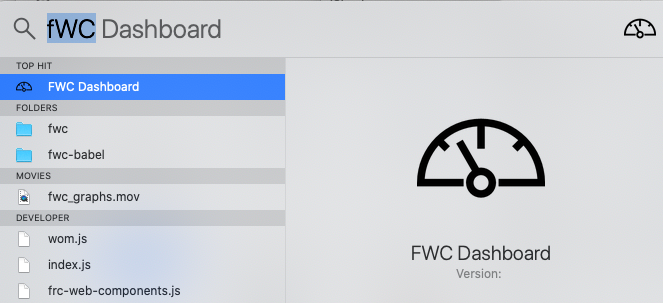 fWC Dashboard
TOP HIT
FWC Dashboard
FOLDERS
fwc
fwc-babel
MOVIES
fwc_graphs.mov
DEVELOPER
wom.js
index.js
frc-web-components.js
FWC Dashboard
Version: